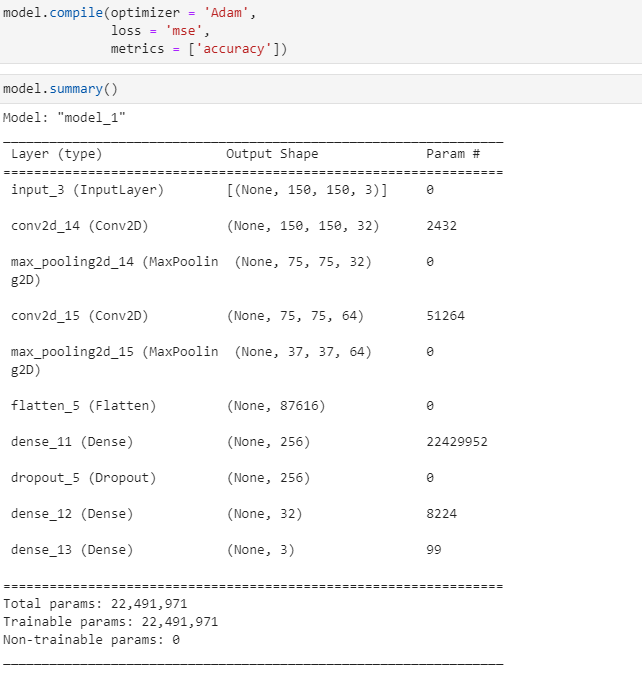 model.compile(optimizer = 'Adam',
              loss = 'mse',
              metrics = ['accuracy'])
model.summary()
Model: "model_1"
_________________________________________________________________
 Layer (type)                Output Shape              Param #
=================================================================
 input_3 (InputLayer)        [(None, 150, 150, 3)]     0
 conv2d_14 (Conv2D)          (None, 150, 150, 32)      2432
 max_pooling2d_14 (MaxPoolin  (None, 75, 75, 32)       0
 g2D)
 conv2d_15 (Conv2D)          (None, 75, 75, 64)        51264
 max_pooling2d_15 (MaxPoolin  (None, 37, 37, 64)       0
 g2D)
 flatten_5 (Flatten)         (None, 87616)             0
 dense_11 (Dense)            (None, 256)               22429952
 dropout_5 (Dropout)         (None, 256)               0
 dense_12 (Dense)            (None, 32)                8224
 dense_13 (Dense)            (None, 3)                 99
=================================================================
Total params: 22,491,971
Trainable params: 22,491,971
Non-trainable params: 0
_________________________________________________________________